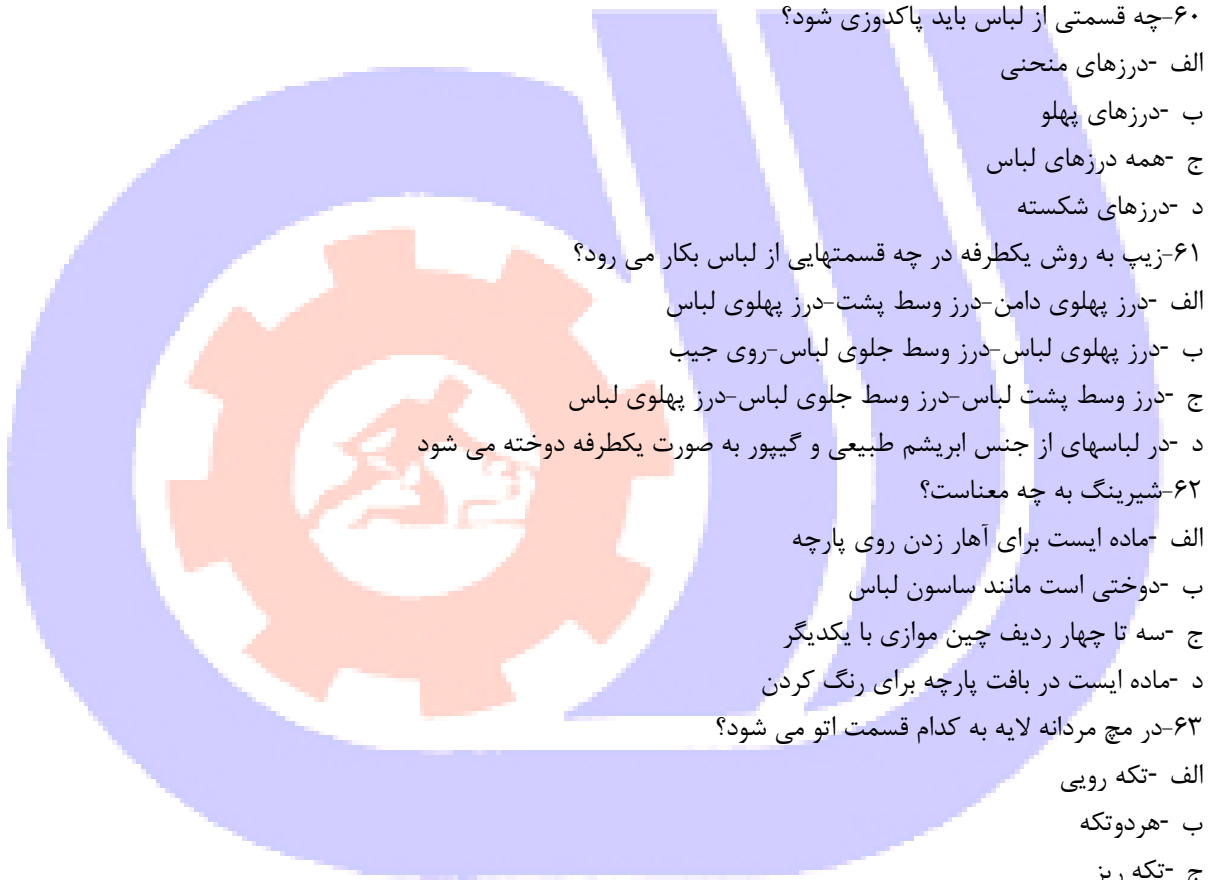 ۶۰-چه قسمتی از لباس باید پاکدوزی شود؟
الف -درزهای منحنی
ب -درزهای پهلو
ج -همه درزهای لباس
د -درزهای شکسته
۶۱-زیپ به روش یکطرفه در چه قسمتهایی از لباس بکار می رود؟
الف -درز پهلوی دامن-درز وسط پشت-درز پهلوی لباس
ب -درز پهلوی لباس-درز وسط جلوی لباس-روی جیب
ج -درز وسط پشت لباس-درز وسط جلوی لباس-درز پهلوی لباس
د -در لباسهای از جنس ابریشم طبیعی و گیپور به صورت یکطرفه دوخته می شود
۶۲-شیرینگ به چه معناست؟
الف -ماده ایست برای آهار زدن روی پارچه
ب -دوختی است مانند ساسون لباس
ج -سه تا چهار ردیف چین موازی با یکدیگر
د -ماده ایست در بافت پارچه برای رنگ کردن
۶۳-در مچ مردانه لایه به کدام قسمت اتو می شود؟
الف -تکه رویی
ب -هردوتکه
ج -تکه ریز